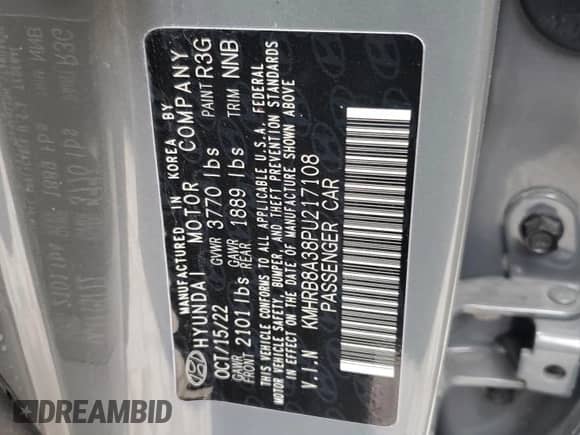 MANUFACTURED IN KOREA BY
HYUNDAI MOTOR COMPANY
OCT/15/22 GVWR 3770 lbs PAINT R3G
GAWR FRONT 2101 lbs GAWR REAR 1889 lbs TRIM NNB
THIS VEHICLE CONFORMS TO ALL APPLICABLE U.S.A. FEDERAL
MOTOR VEHICLE SAFETY, BUMPER, AND THEFT PREVENTION STANDARDS
IN EFFECT ON THE DATE OF MANUFACTURE SHOWN ABOVE
V.I.N KMHRB8A38PU217108
PASSENGER CAR
DREAMBID